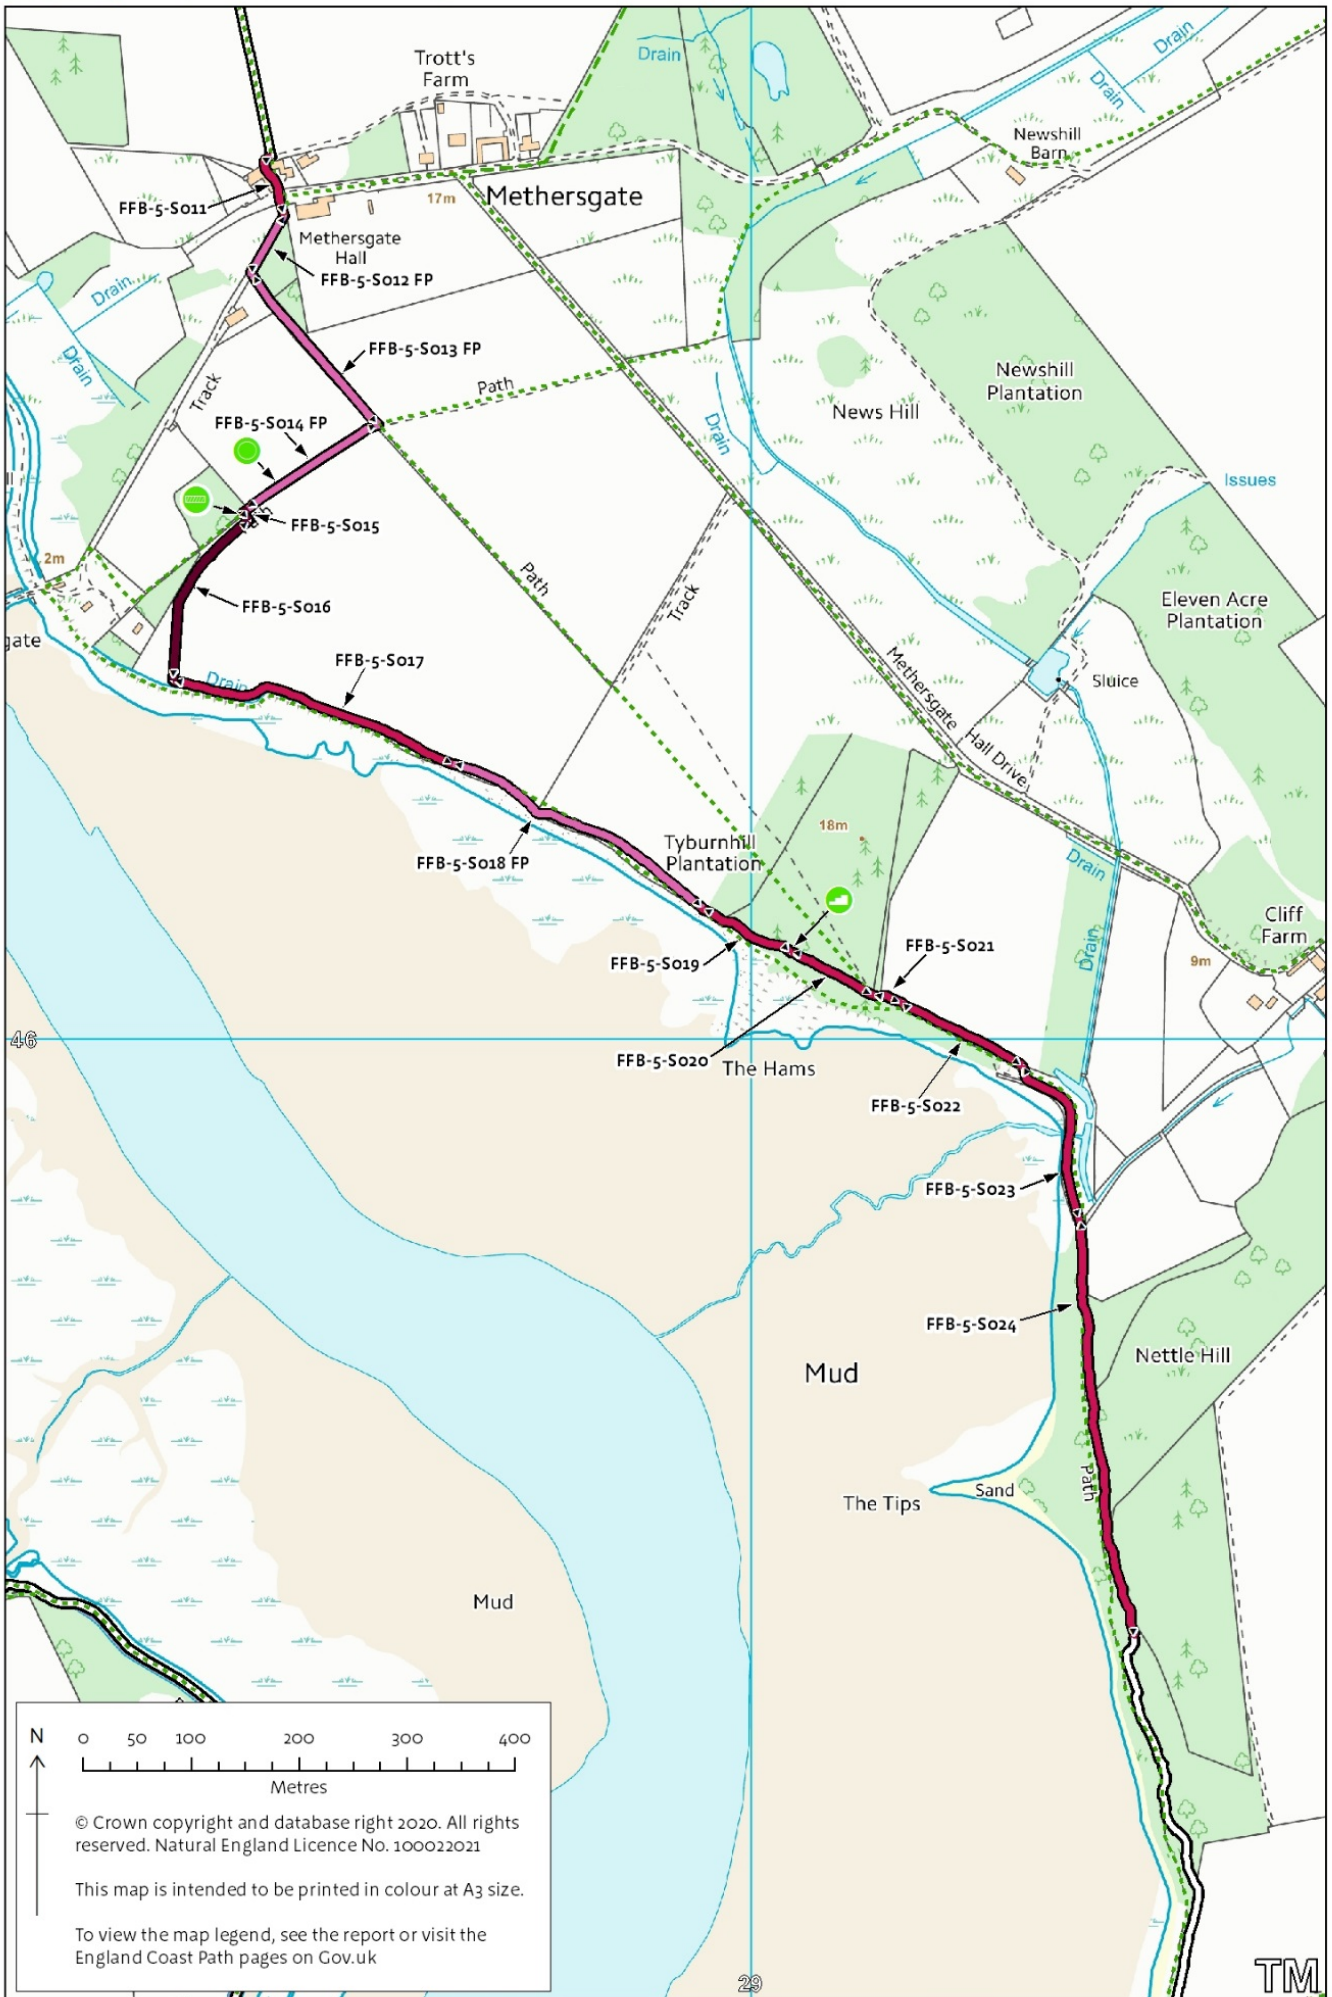 Trott's
Farm
Drain
Drain
Drain
Newshill
Barn
FFB-5-S011
17m
Methersgate
Methersgate
Hall
FFB-5-S012 FP
Drain
Drain
FFB-5-S013 FP
Track
Path
Newshill
Plantation
News Hill
FFB-5-S014 FP
Drain
Issues
FFB-5-S015
2m
Path
FFB-5-S016
Track
Eleven Acre
Plantation
gate
FFB-5-S017
Drain
Methersgate
Hall Drive
Sluice
18m
Tyburnhill
Plantation
FFB-5-S018 FP
Drain
Cliff
Farm
9m
FFB-5-S019
FFB-5-S021
Drain
46
FFB-5-S020
The Hams
FFB-5-S022
FFB-5-S023
FFB-5-S024
Nettle Hill
Mud
Path
Sand
The Tips
Mud
N
0 50 100 200 300 400
Metres
© Crown copyright and database right 2020. All rights
reserved. Natural England Licence No. 100022021
This map is intended to be printed in colour at A3 size.
To view the map legend, see the report or visit the
England Coast Path pages on Gov.uk
29
TM